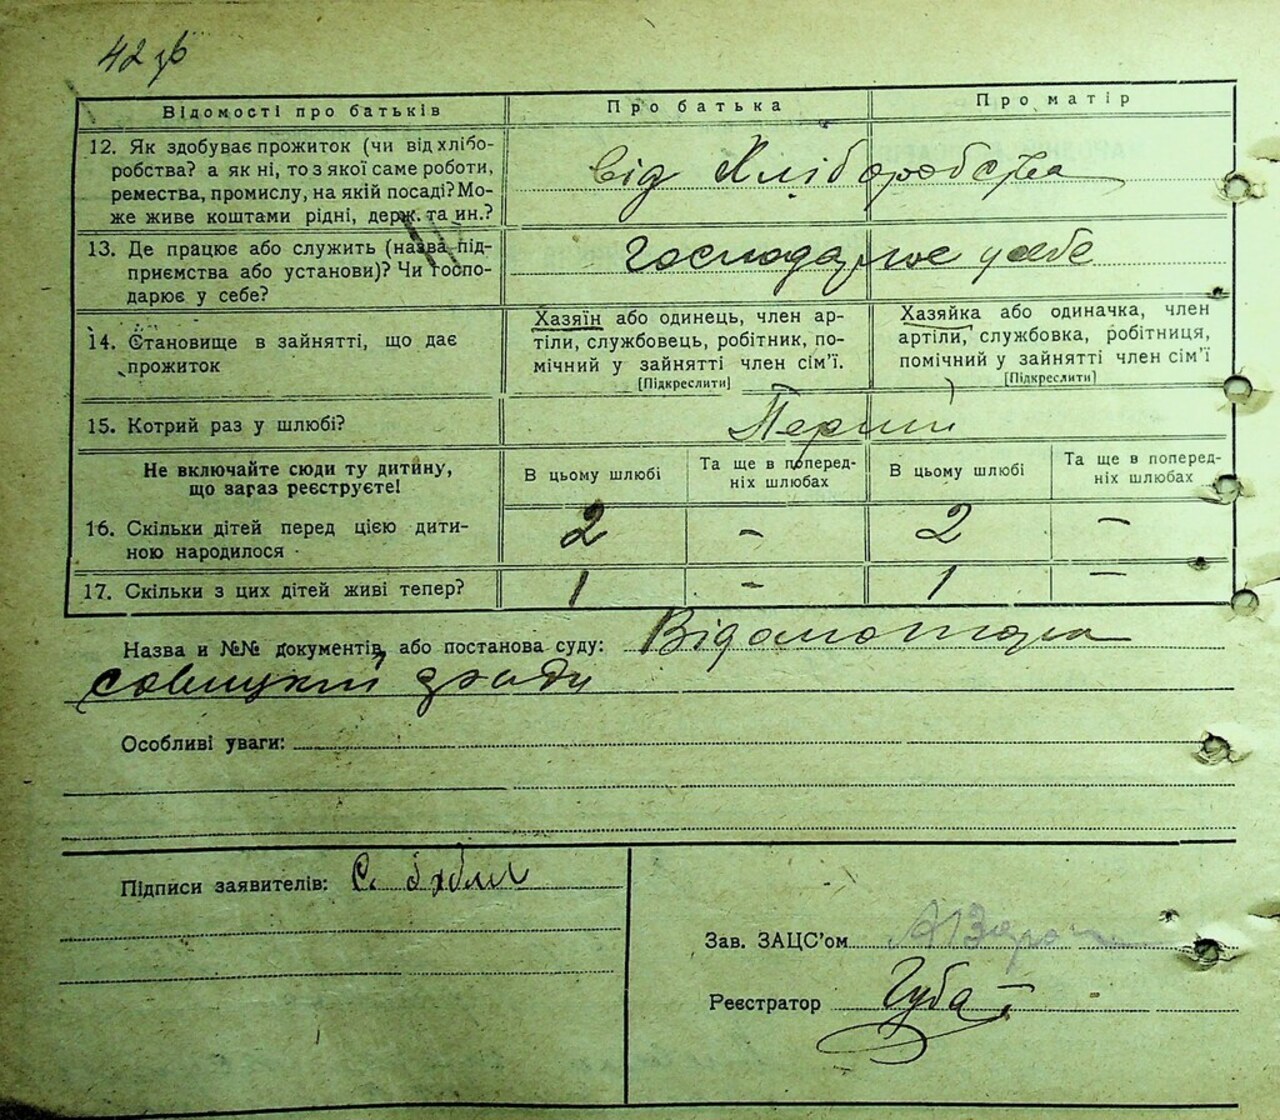 42 зв
Відомості про батьків Про батька Про матір
12. Як здобуває прожиток (чи від хлібо-
робства? а як ні, то з якої саме роботи,
ремества, промислу, на якій посаді? Мо-
же живе коштами рідні, держ. та ин.?
від Хліборобства
13. Де працює або служить (назва під-
приємства або установи)? Чи госпо-
дарює у себе?
Господарює у себе
14. Становище в зайнятті, що дає
прожиток
Хазяїн або одинець, член ар-
тіли, службовець, робітник, по-
мічний у зайнятті член сім'ї.
[Підкреслити]
Хазяйка або одиначка, член
артіли, службовка, робітниця,
помічний у зайнятті член сім'ї
[Підкреслити]
15. Котрий раз у шлюбі?
Перший
Не включайте сюди ту дитину,
що зараз реєструєте!
В цьому шлюбі
Та ще в поперед-
ніх шлюбах
В цьому шлюбі
Та ще в поперед-
ніх шлюбах
16. Скільки дітей перед цією дити-
ною народилося
2 - 2 -
17. Скільки з цих дітей живі тепер? 1 - 1 -
Назва и №№ документів, або постанова суду:
Особливі уваги:
Підписи заявителів: С.
Зав. ЗАЦС'ом
Реєстратор Губа